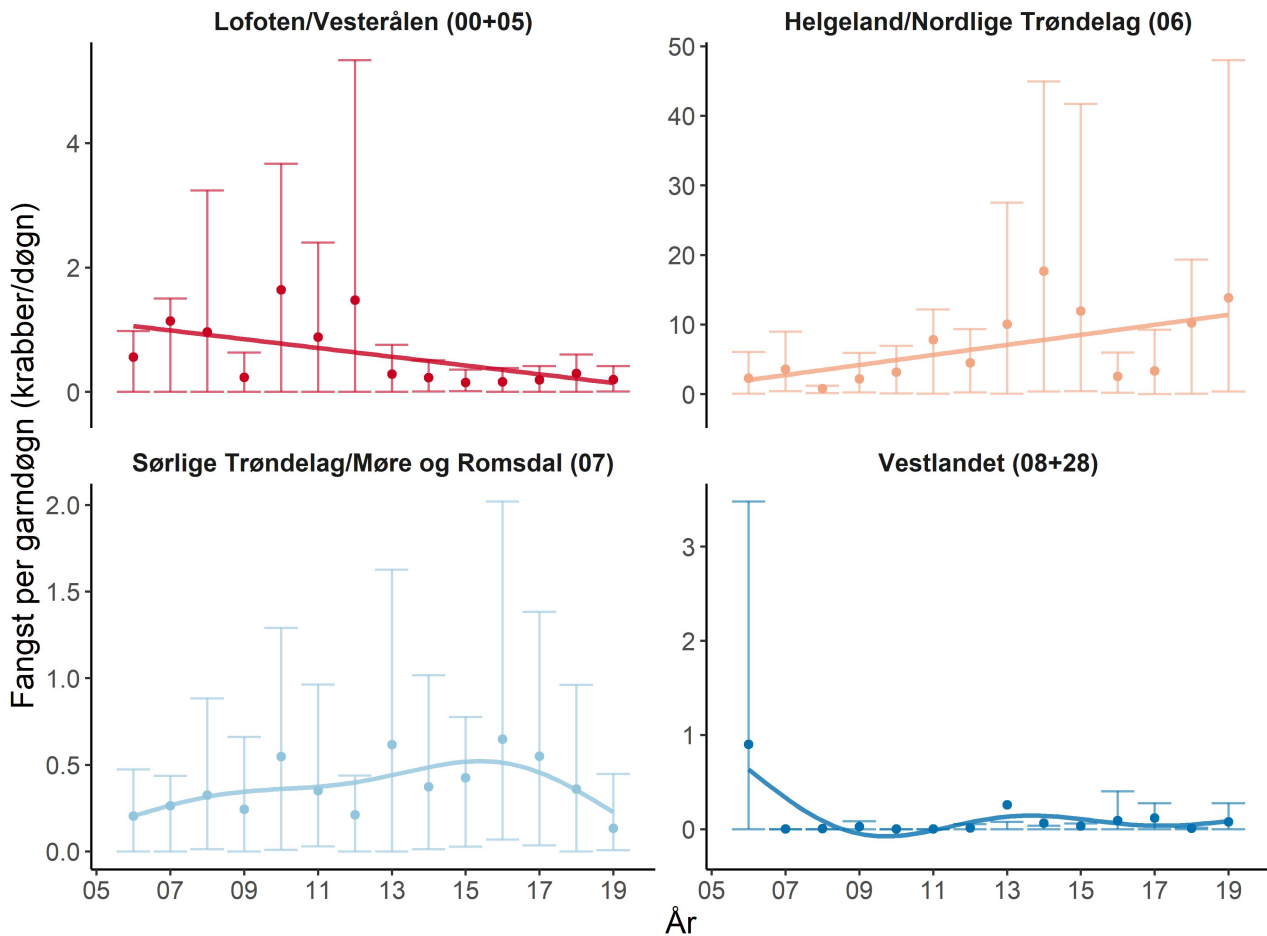 Lofoten/Vesterålen (00+05)
Helgeland/Nordlige Trøndelag (06)
4
2
0
50
40
30
20
10
0
Fangst per garndøgn (krabber/døgn)
Sørlige Trøndelag/Møre og Romsdal (07)
Vestlandet (08+28)
2.0
1.5
1.0
0.5
0.0
3
2
1
0
05 07 09 11 13 15 17 19
05 07 09 11 13 15 17 19
År